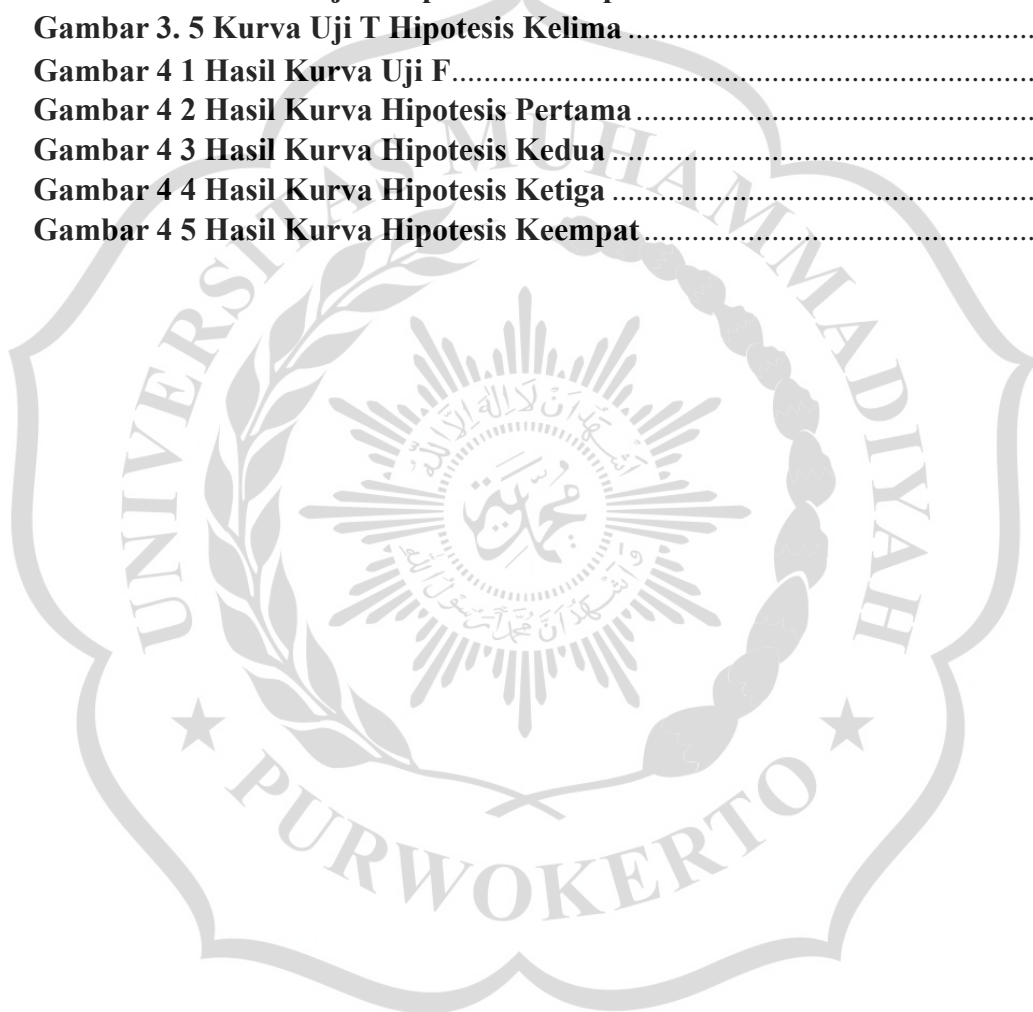 Gambar 3. 5 Kurva Uji T Hipotesis Kelima
Gambar 4 1 Hasil Kurva Uji F
Gambar 4 2 Hasil Kurva Hipotesis Pertama
Gambar 4 3 Hasil Kurva Hipotesis Kedua
Gambar 4 4 Hasil Kurva Hipotesis Ketiga
Gambar 4 5 Hasil Kurva Hipotesis Keempat
UNIVERSITAS MUHAMMADIYAH
PURWOKERTO